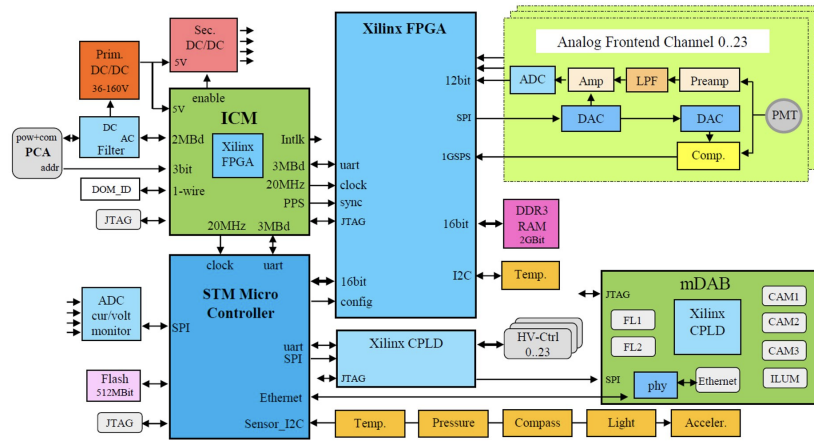 Prim.
DC/DC
36-160V
Sec.
DC/DC
5V
enable
5V
DC
AC
Filter
pow+com
PCA
addr
DOM_ID
JTAG
ICM
Xilinx
FPGA
2MBd
3bit
1-wire
Intlk
3MBd
20MHz
PPS
20MHz
3MBd
Xilinx FPGA
12bit
SPI
1GSPS
uart
clock
sync
JTAG
16bit
I2C
16bit
config
Analog Frontend Channel 0..23
ADC
Amp
LPF
Preamp
DAC
DAC
Comp.
PMT
DDR3
RAM
2GBit
Temp.
clock
uart
STM Micro
Controller
SPI
uart
SPI
Ethernet
Sensor_I2C
ADC
cur/volt
monitor
Flash
512MBit
JTAG
Xilinx CPLD
JTAG
HV-Ctrl
0..23
mDAB
JTAG
FL1
FL2
Xilinx
CPLD
CAM1
CAM2
CAM3
ILUM
SPI
phy
Ethernet
Temp.
Pressure
Compass
Light
Acceler.